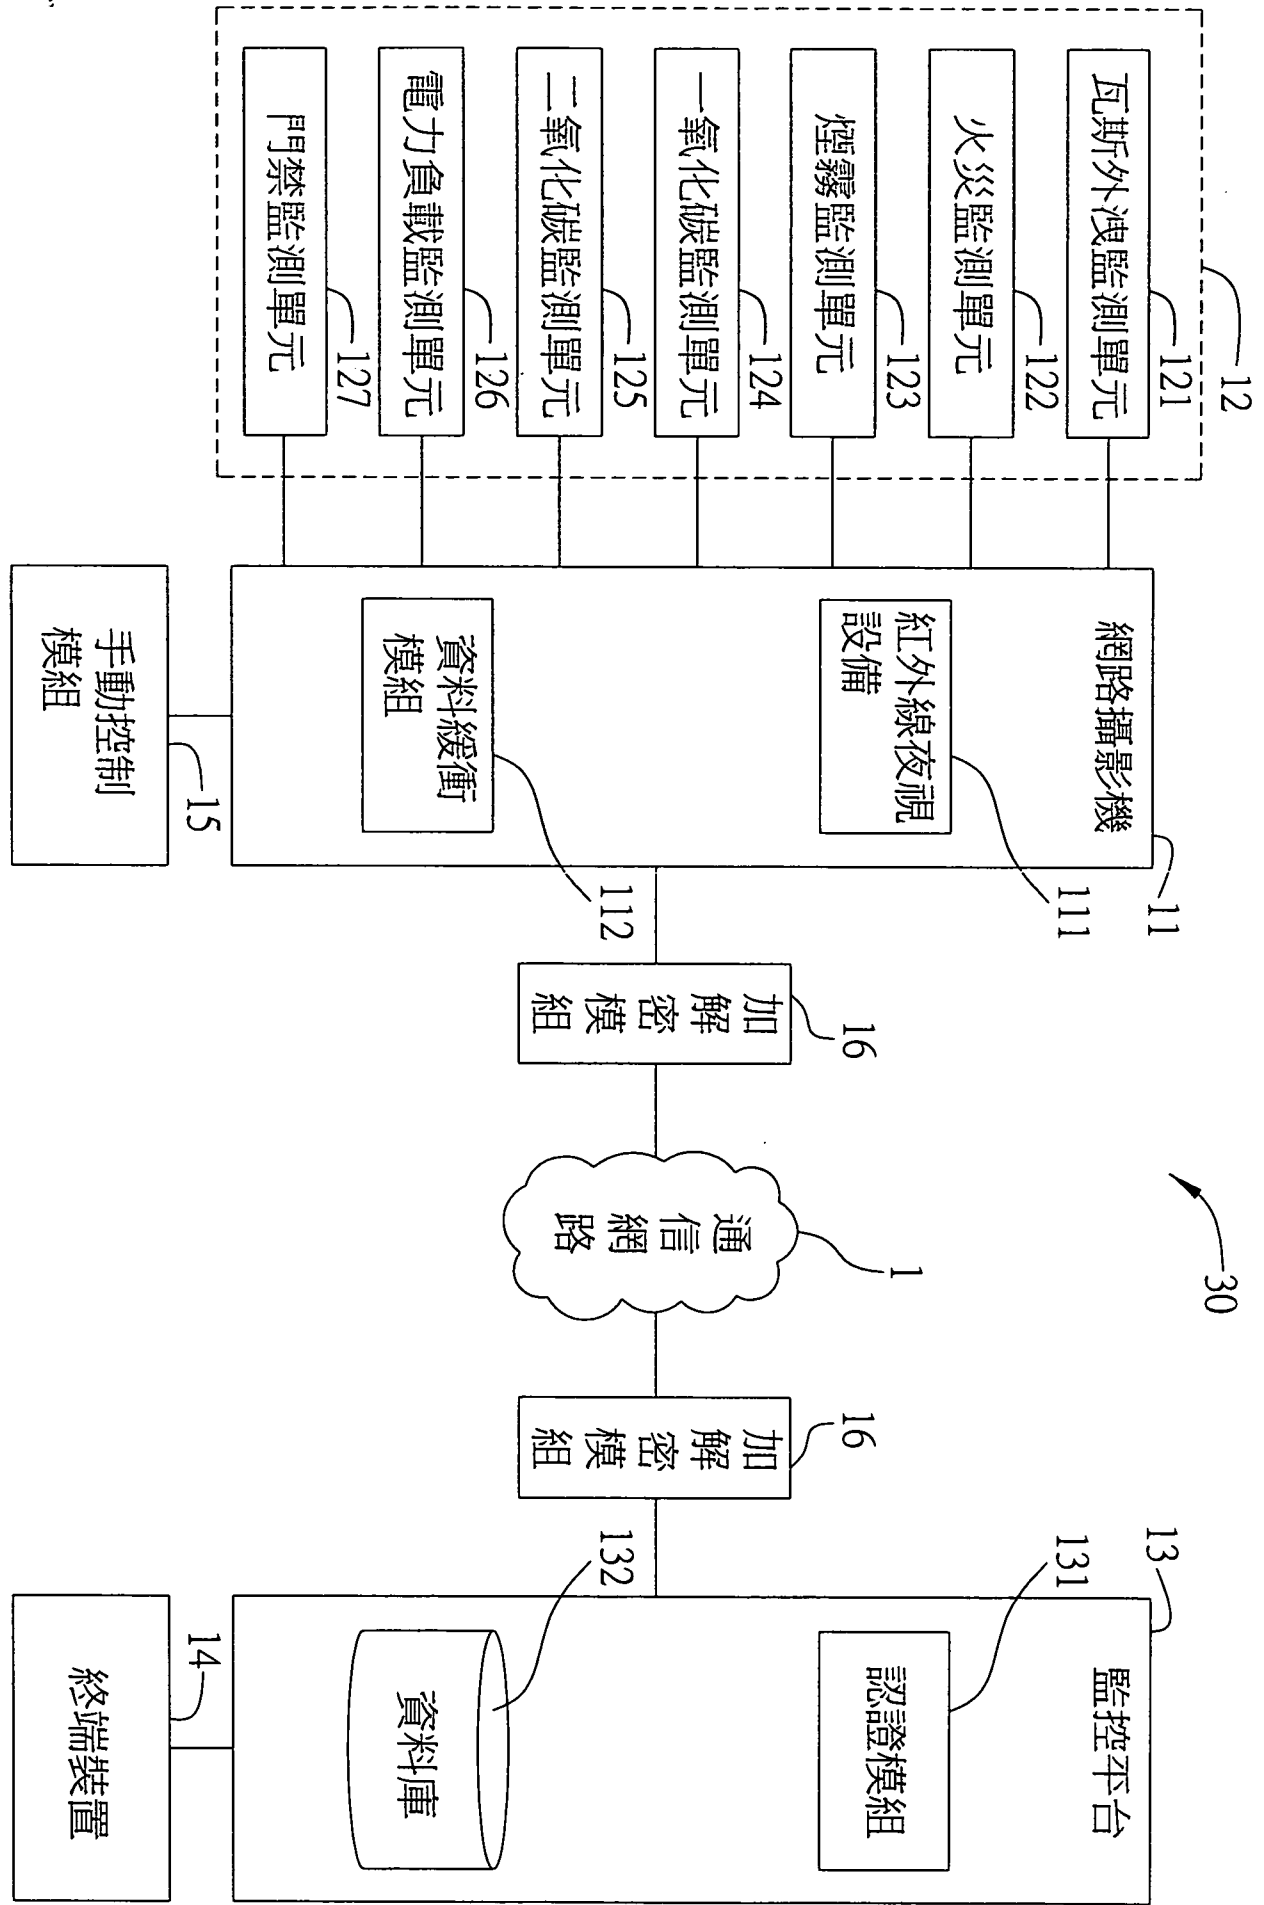 30
12
瓦斯外洩監測單元
121
火災監測單元
122
煙霧監測單元
123
一氧化碳監測單元
124
二氧化碳監測單元
125
電力負載監測單元
126
門禁監測單元
127
網路攝影機
11
紅外線夜視
設備
111
資料緩衝
模組
112
手動控制
模組
15
加解密模組
16
通信網路
1
加解密模組
16
監控平台
13
認證模組
131
資料庫
132
終端裝置
14